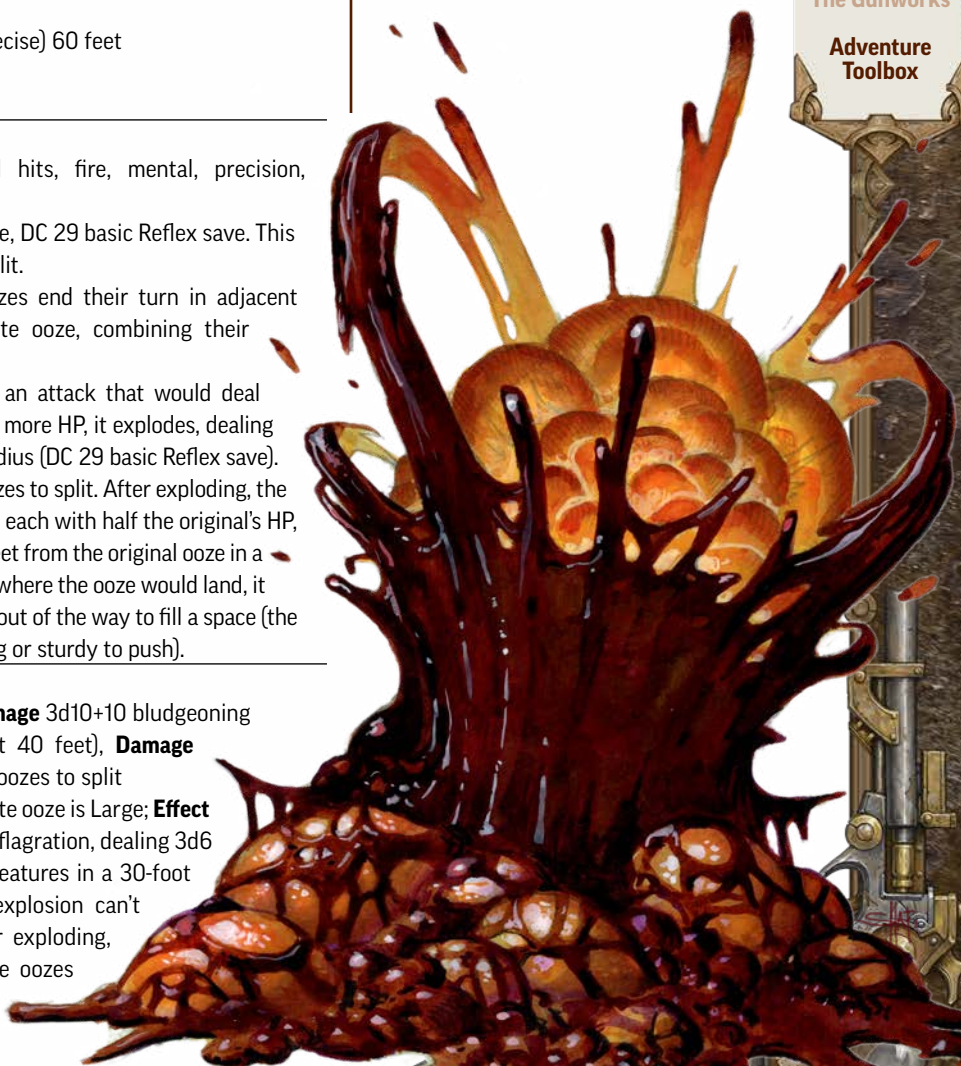 ecise) 60 feet
hits, fire, mental, precision,
e, DC 29 basic Reflex save. This
lit.
zes end their turn in adjacent
te ooze, combining their
an attack that would deal
more HP, it explodes, dealing
dius (DC 29 basic Reflex save).
zes to split. After exploding, the
each with half the original's HP,
eet from the original ooze in a
where the ooze would land, it
out of the way to fill a space (the
g or sturdy to push).
nage 3d10+10 bludgeoning
t 40 feet), Damage
oozes to split
te ooze is Large; Effect
flagration, dealing 3d6
eatures in a 30-foot
explosion can't
r exploding,
e oozes
The Gunworks
Adventure
Toolbox